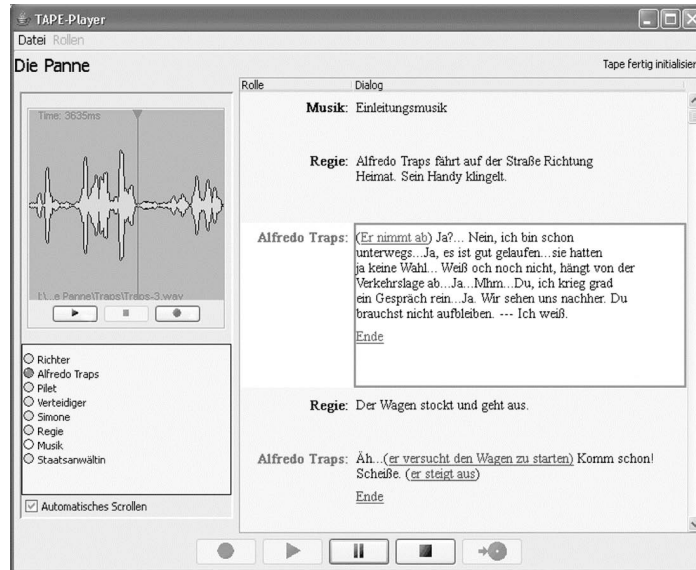 TAPE-Player
Datei Rollen
Die Panne
Tape fertig initialisier
Rolle Dialog
Time: 3635ms
l:\...e Panne\Traps\Traps-3.wav
Richter
Alfredo Traps
Pilet
Verteidiger
Simone
Regie
Musik
Staatsanwältin
Automatisches Scrollen
Musik: Einleitungsmusik
Regie: Alfredo Traps fährt auf der Straße Richtung
Heimat. Sein Handy klingelt.
Alfredo Traps: (Er nimmt ab) Ja?... Nein, ich bin schon
unterwegs...Ja, es ist gut gelaufen...sie hatten
ja keine Wahl... Weiß och noch nicht, hängt von der
Verkehrslage ab...Ja...Mhm...Du, ich krieg grad
ein Gespräch rein...Ja. Wir sehen uns nachher. Du
brauchst nicht aufbleiben. --- Ich weiß.
Ende
Regie: Der Wagen stockt und geht aus.
Alfredo Traps: Äh...(er versucht den Wagen zu starten) Komm schon!
Scheiße. (er steigt aus)
Ende